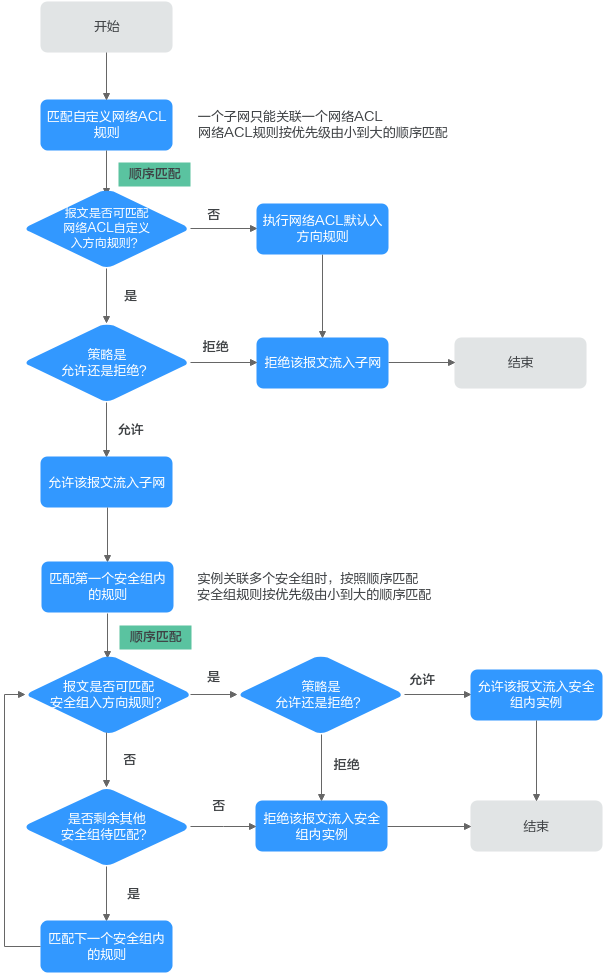 开始
匹配自定义网络ACL
规则
一个子网只能关联一个网络ACL
网络ACL规则按优先级由小到大的顺序匹配
顺序匹配
报文是否可匹配
网络ACL自定义
入方向规则?
否
执行网络ACL默认入
方向规则
是
策略是
允许还是拒绝?
拒绝
拒绝该报文流入子网
结束
允许
允许该报文流入子网
匹配第一个安全组内
的规则
实例关联多个安全组时，按照顺序匹配
安全组规则按优先级由小到大的顺序匹配
顺序匹配
报文是否可匹配
安全组入方向规则?
是
策略是
允许还是拒绝?
允许
允许该报文流入安全
组内实例
否
拒绝
是否剩余其他
安全组待匹配?
否
拒绝该报文流入安全
组内实例
结束
是
匹配下一个安全组内
的规则